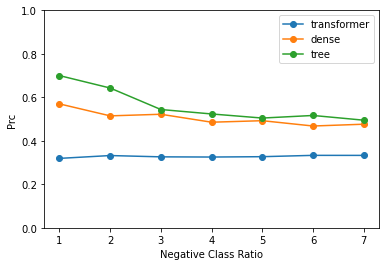 1.0
0.8
0.6
0.4
0.2
0.0
Prc
transformer
dense
tree
1 2 3 4 5 6 7
Negative Class Ratio